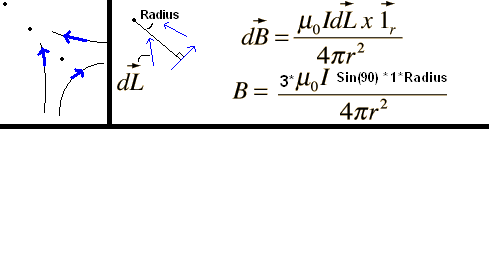 Radius
dL
dB = μ₀IdL x 1ᵣ / 4πr²
B = 3*μ₀I Sin(90) *1*Radius / 4πr²